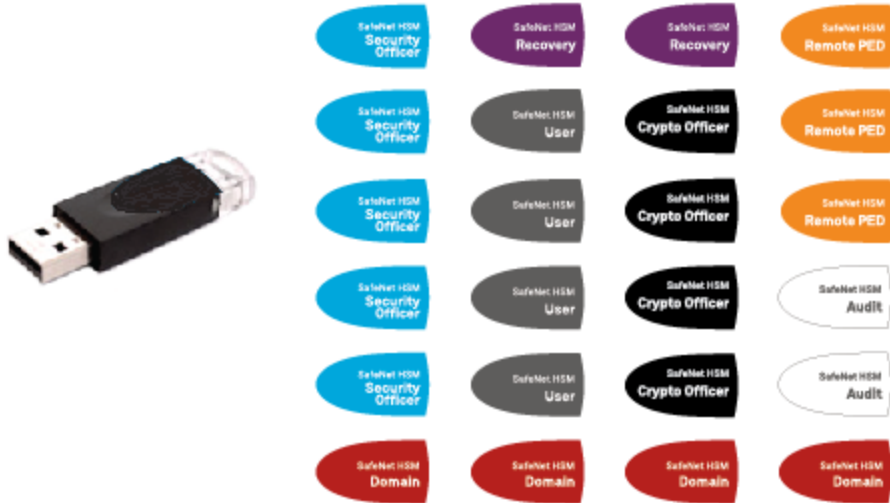 SafeNet HSM
Security
Officer
SafeNet HSM
Recovery
SafeNet HSM
Recovery
SafeNet HSM
Remote PED
SafeNet HSM
Security
Officer
SafeNet HSM
User
SafeNet HSM
Crypto Officer
SafeNet HSM
Remote PED
SafeNet HSM
Security
Officer
SafeNet HSM
User
SafeNet HSM
Crypto Officer
SafeNet HSM
Remote PED
SafeNet HSM
Security
Officer
SafeNet HSM
User
SafeNet HSM
Crypto Officer
SafeNet HSM
Audit
SafeNet HSM
Security
Officer
SafeNet HSM
User
SafeNet HSM
Crypto Officer
SafeNet HSM
Audit
SafeNet HSM
Domain
SafeNet HSM
Domain
SafeNet HSM
Domain
SafeNet HSM
Domain